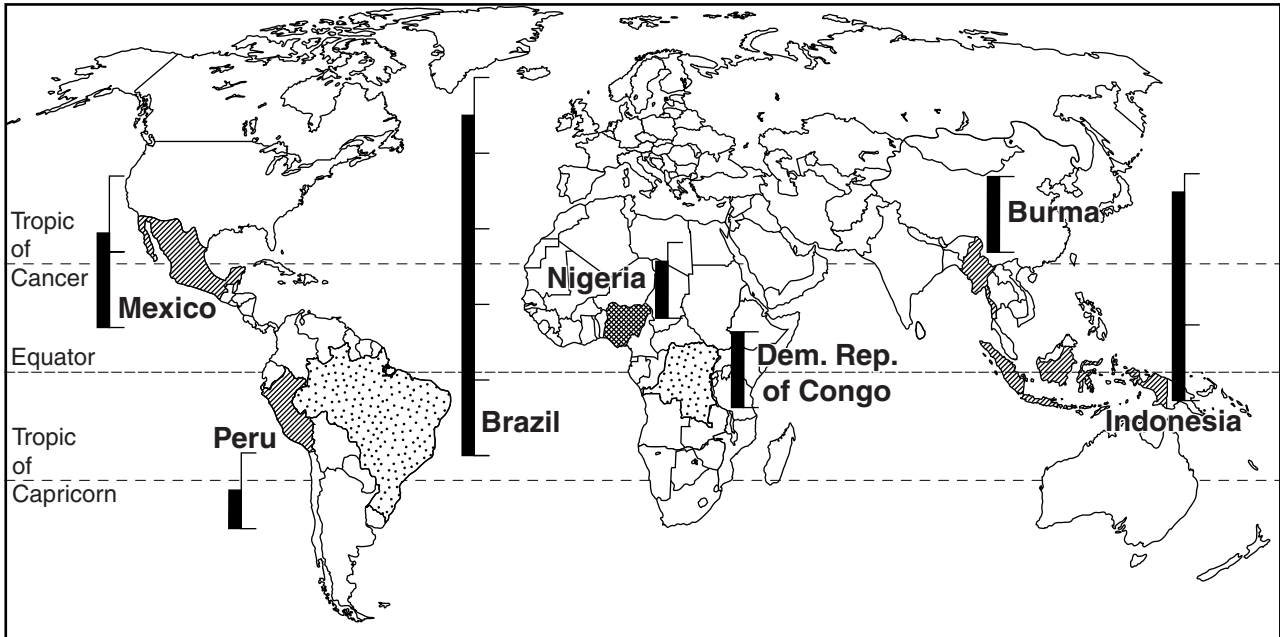 Tropic
of
Cancer
Mexico
Equator
Tropic
of
Capricorn
Peru
Brazil
Nigeria
Dem. Rep.
of Congo
Burma
Indonesia